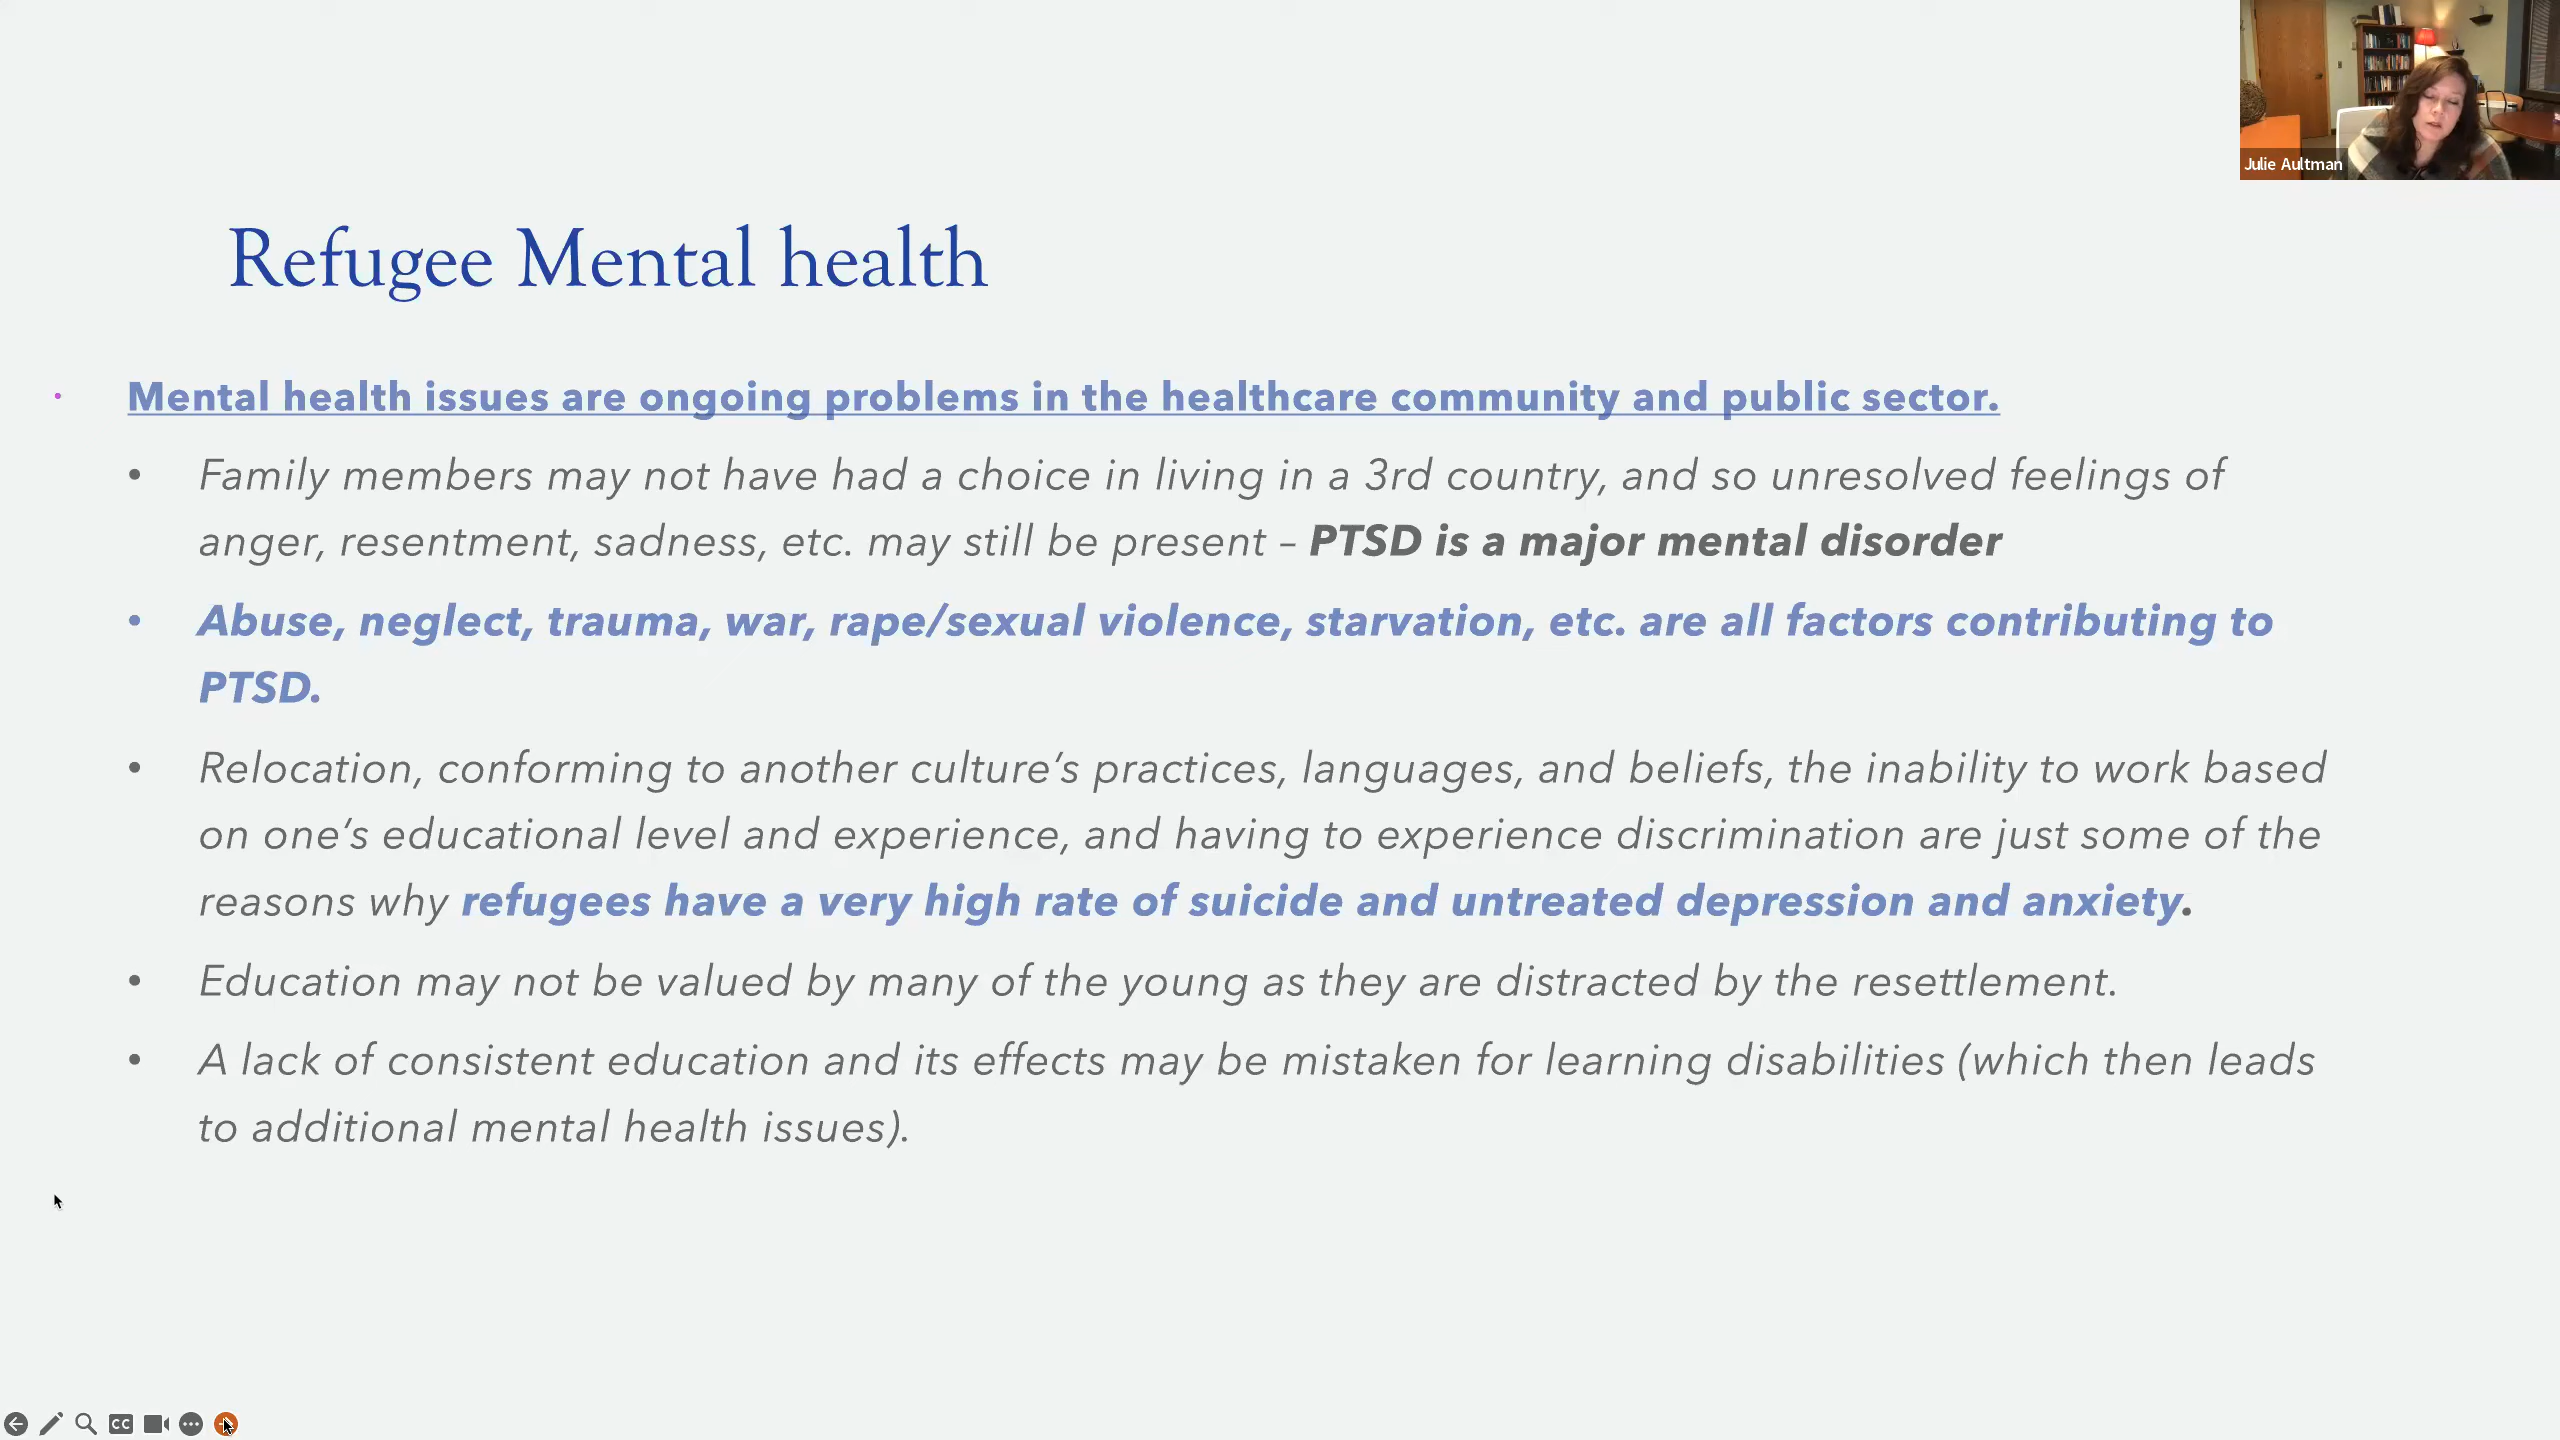 Julie Aultman
Refugee Mental health
• Mental health issues are ongoing problems in the healthcare community and public sector.
• Family members may not have had a choice in living in a 3rd country, and so unresolved feelings of
anger, resentment, sadness, etc. may still be present – PTSD is a major mental disorder
• Abuse, neglect, trauma, war, rape/sexual violence, starvation, etc. are all factors contributing to
PTSD.
• Relocation, conforming to another culture’s practices, languages, and beliefs, the inability to work based
on one’s educational level and experience, and having to experience discrimination are just some of the
reasons why refugees have a very high rate of suicide and untreated depression and anxiety.
• Education may not be valued by many of the young as they are distracted by the resettlement.
• A lack of consistent education and its effects may be mistaken for learning disabilities (which then leads
to additional mental health issues).
CC